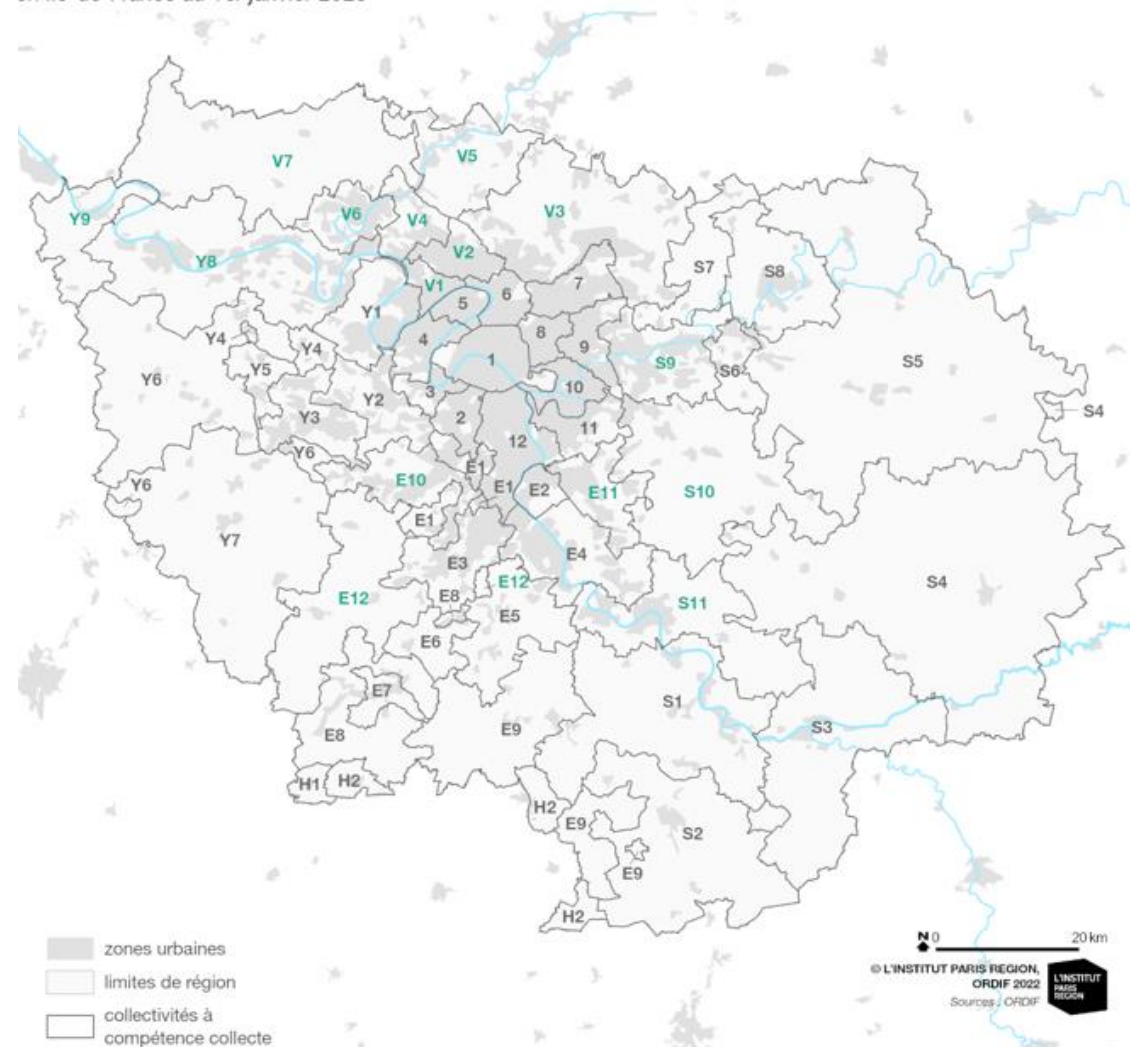 V7
V5
V6
V4
V3
Y9
Y8
V2
S7
S8
7
V1
6
5
Y1
4
8
9
Y4
Y4
1
S9
S5
Y5
S6
Y6
10
3
Y2
S4
Y3
2
11
12
Y6
E1
E10
E1
E2
E11
S10
Y6
E1
Y7
E3
E4
S4
E12
E12
E8
S11
E5
E6
E7
S1
E8
E9
S3
H1
H2
H2
E9
S2
E9
H2
zones urbaines
limites de région
collectivités à
compétence collecte
N 0 20 km
© L'INSTITUT PARIS REGION,
ORDIF 2022
Sources : ORDIF
L'INSTITUT
PARIS
REGION